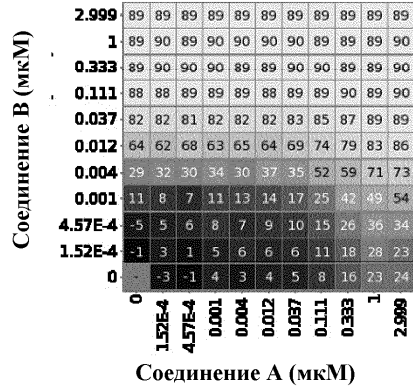 Соединение B (мкМ)
2.999 89 89 89 89 89 89 89 89 89 89 89
1 89 90 89 90 90 90 90 89 89 89 90
0.333 89 90 90 90 90 90 90 90 89 89 90
0.111 88 88 89 89 89 88 90 90 89 90 89
0.037 82 82 81 82 82 82 83 85 87 89 89
0.012 64 62 68 63 65 64 69 74 79 83 86
0.004 29 32 30 34 30 37 35 52 59 71 73
0.001 11 8 7 11 13 14 17 25 42 49 54
4.57E-4 -5 5 6 8 7 9 10 15 26 36 34
1.52E-4 -1 3 1 5 6 6 6 11 18 28 23
0 - -3 -1 4 3 4 5 8 16 23 24
0 1.52E-4 4.57E-4 0.001 0.004 0.012 0.037 0.111 0.333 1 2.999
Соединение A (мкМ)